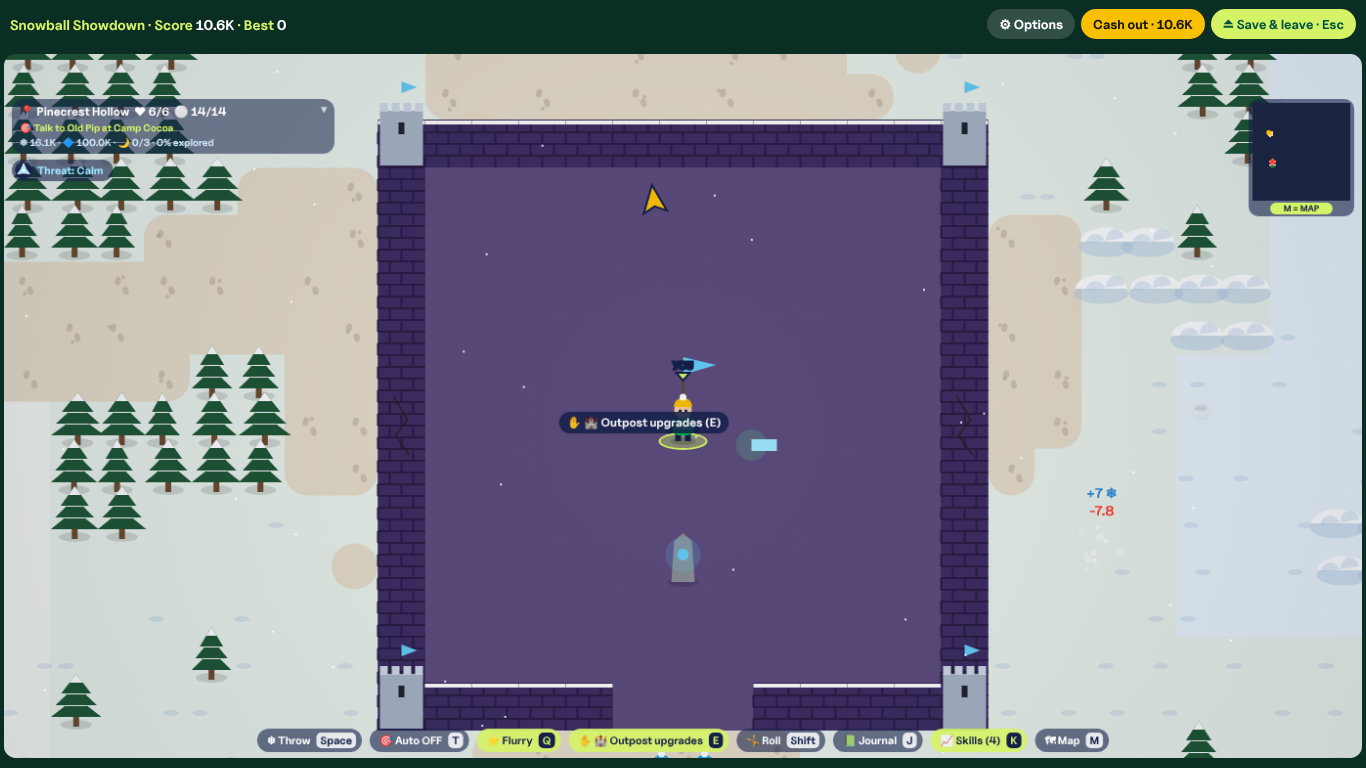 Snowball Showdown · Score 10.6K · Best 0
Options
Cash out · 10.6K
Save & leave · Esc
Pinecrest Hollow 6/6 14/14
Talk to Old Pip at Camp Cocoa
16.1K · 100.0K · 0/3 · 0% explored
Threat: Calm
M = MAP
Outpost upgrades (E)
+7
-7.8
Throw Space
Auto OFF T
Flurry Q
Outpost upgrades E
Roll Shift
Journal J
Skills (4) K
Map M